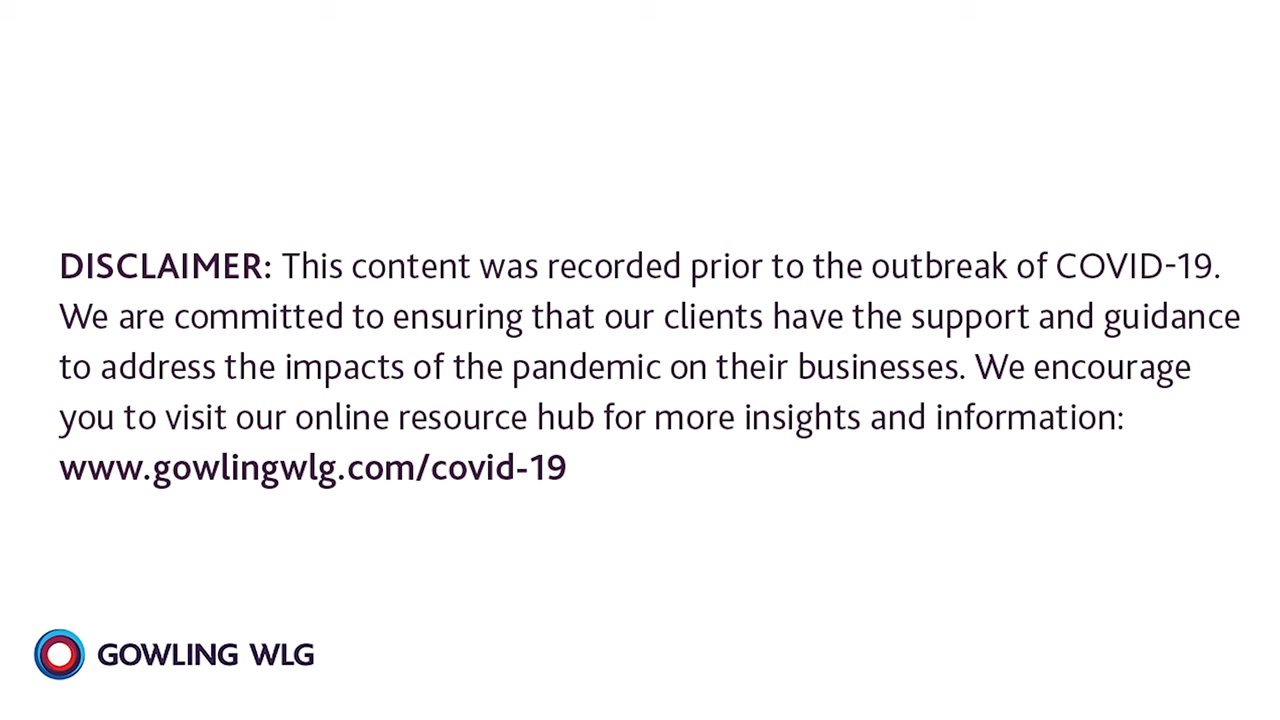 DISCLAIMER: This content was recorded prior to the outbreak of COVID-19.
We are committed to ensuring that our clients have the support and guidance
to address the impacts of the pandemic on their businesses. We encourage
you to visit our online resource hub for more insights and information:
www.gowlingwlg.com/covid-19
GOWLING WLG